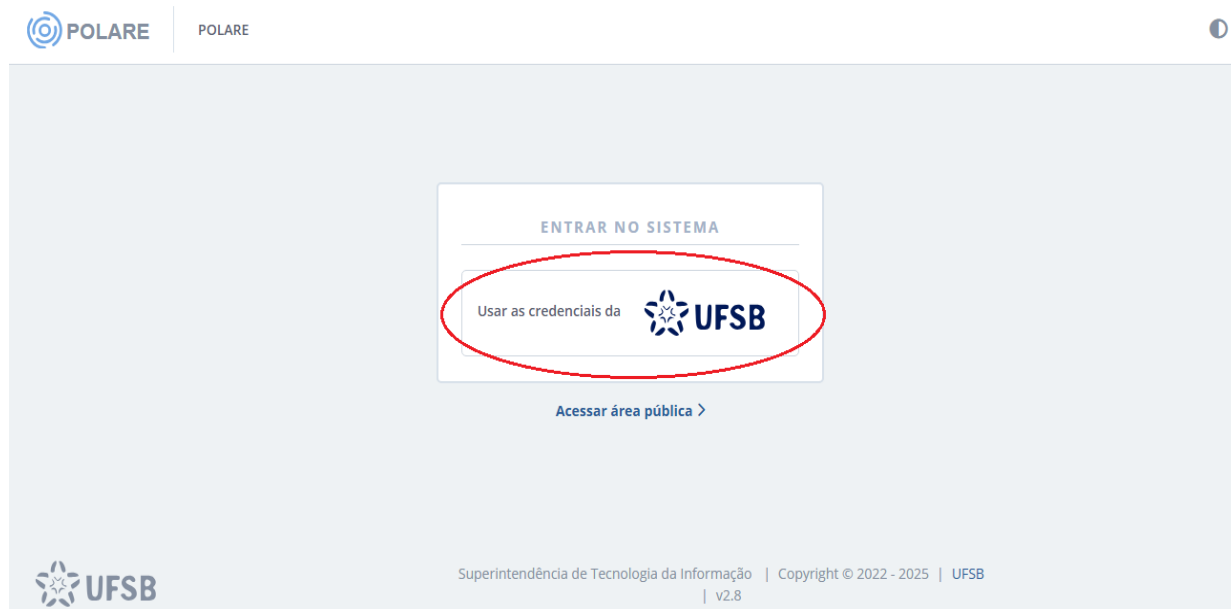 POLARE
POLARE
ENTRAR NO SISTEMA
Usar as credenciais da UFSB
Acessar área pública >
UFSB
Superintendência de Tecnologia da Informação | Copyright © 2022 - 2025 | UFSB
| v2.8